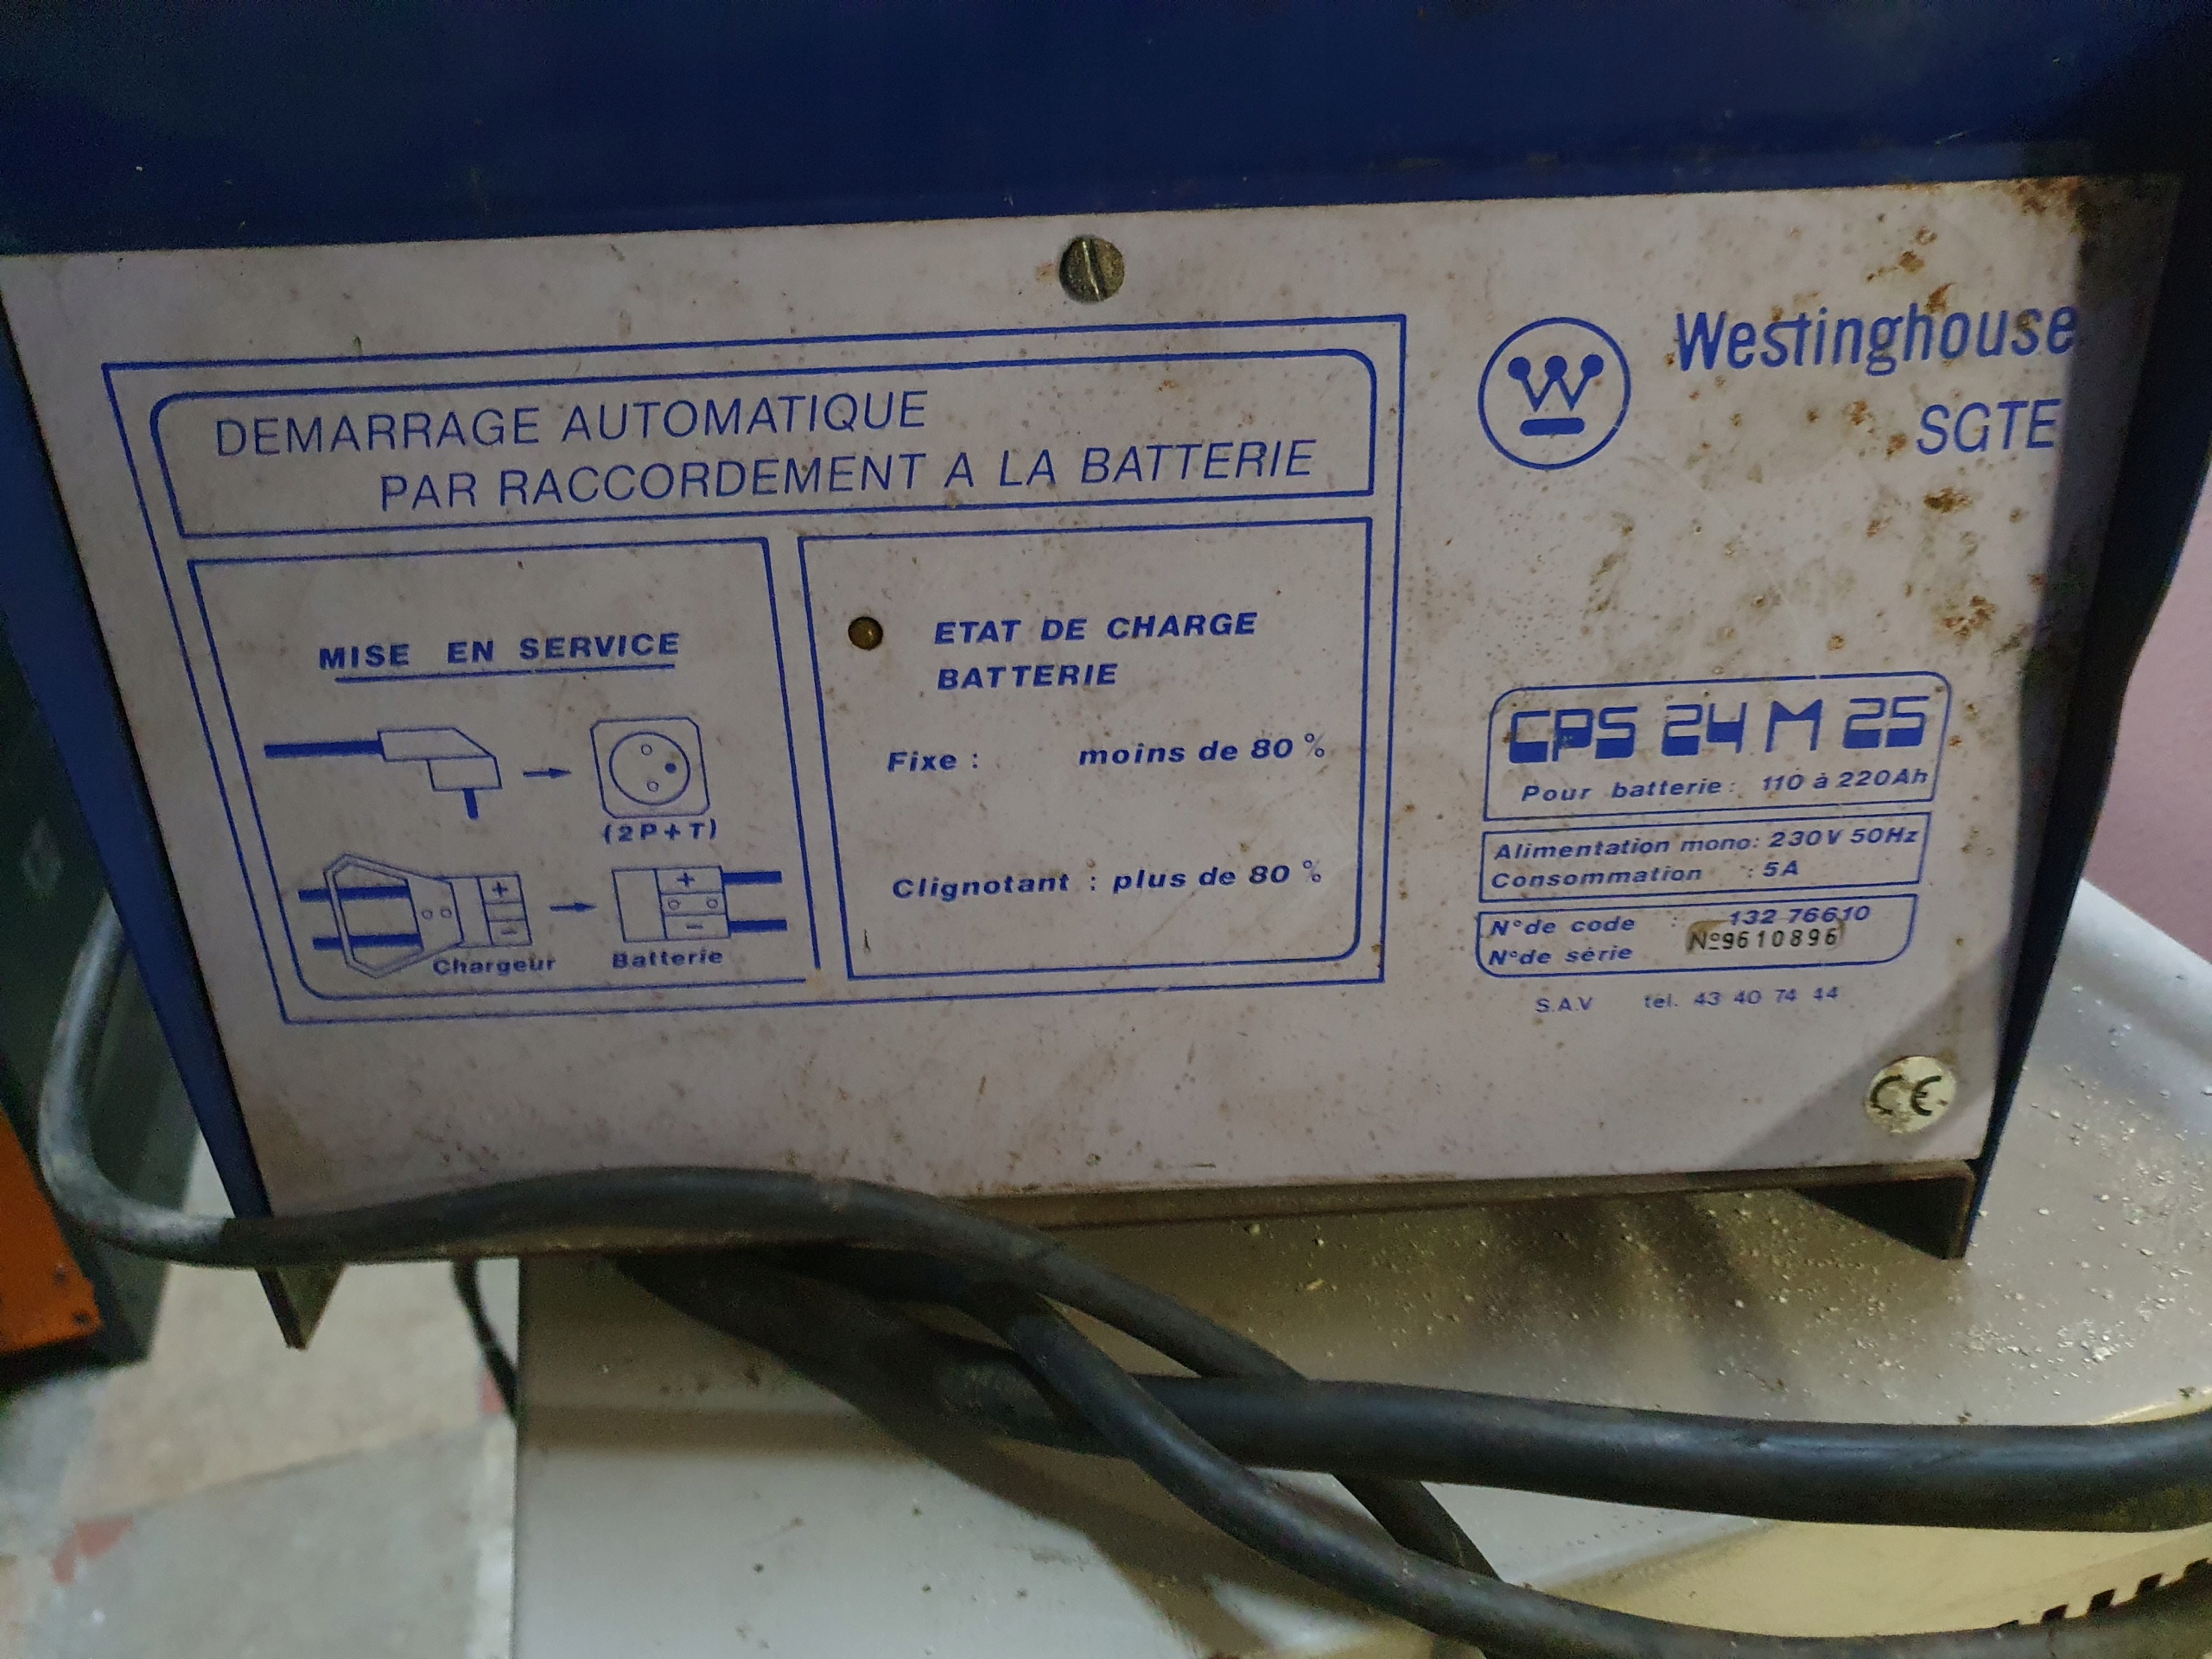 DEMARRAGE AUTOMATIQUE
PAR RACCORDEMENT A LA BATTERIE
MISE EN SERVICE
(2P+T)
+
-
+
-
Chargeur
Batterie
ETAT DE CHARGE
BATTERIE
Fixe : moins de 80 %
Clignotant : plus de 80 %
W
Westinghouse
SGTE
CPS 24 M 25
Pour batterie : 110 à 220Ah
Alimentation mono: 230V 50Hz
Consommation : 5A
N°de code : 132 76610
N°de série Nº9610896
S.A.V tel. 43 40 74 44
CE